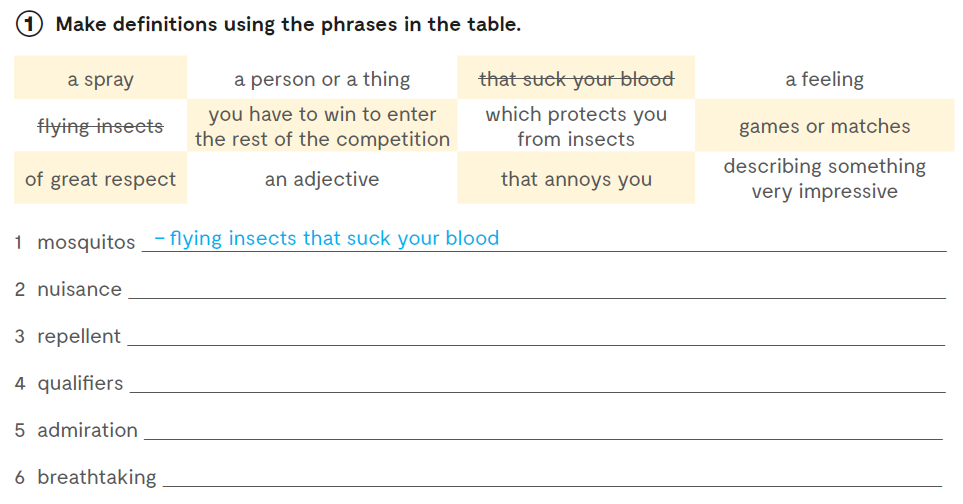 1 Make definitions using the phrases in the table.
a spray a person or a thing that suck your blood a feeling
flying insects you have to win to enter the rest of the competition which protects you from insects games or matches
of great respect an adjective that annoys you describing something very impressive
1 mosquitos – flying insects that suck your blood
2 nuisance
3 repellent
4 qualifiers
5 admiration
6 breathtaking